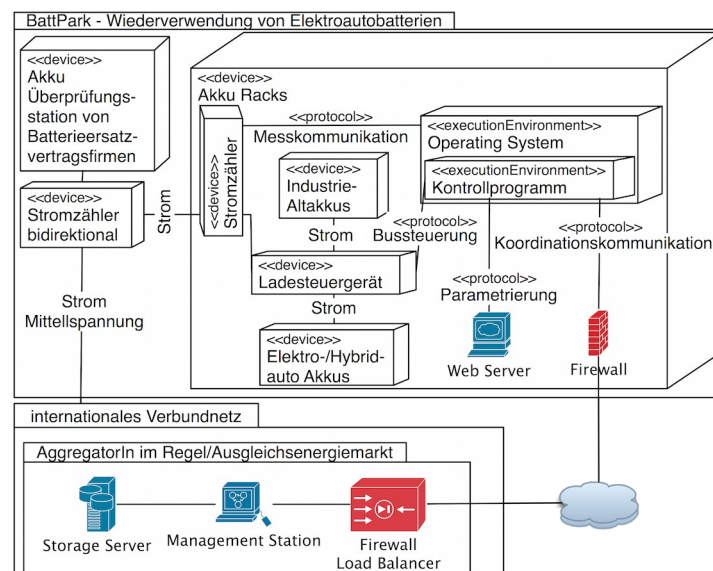 BattPark - Wiederverwendung von Elektroautobatterien
<<device>>
Akku
Überprüfungs-
station von
Batterieersatz-
vertragsfirmen
<<device>>
Stromzähler
bidirektional
Strom
Strom
Mittelspannung
<<device>>
Akku Racks
<<device>>
Stromzähler
<<protocol>>
Messkommunikation
<<executionEnvironment>>
Operating System
<<executionEnvironment>>
Kontrollprogramm
<<device>>
Industrie-
Altakkus
Strom
<<protocol>>
Bussteuerung
<<protocol>>
Koordinationskommunikation
<<device>>
Ladesteuergerät
Strom
<<protocol>>
Parametrierung
<<device>>
Elektro-/Hybrid-
auto Akkus
Web Server
Firewall
internationales Verbundnetz
AggregatorIn im Regel/Ausgleichsenergiemarkt
Storage Server
Management Station
Firewall
Load Balancer